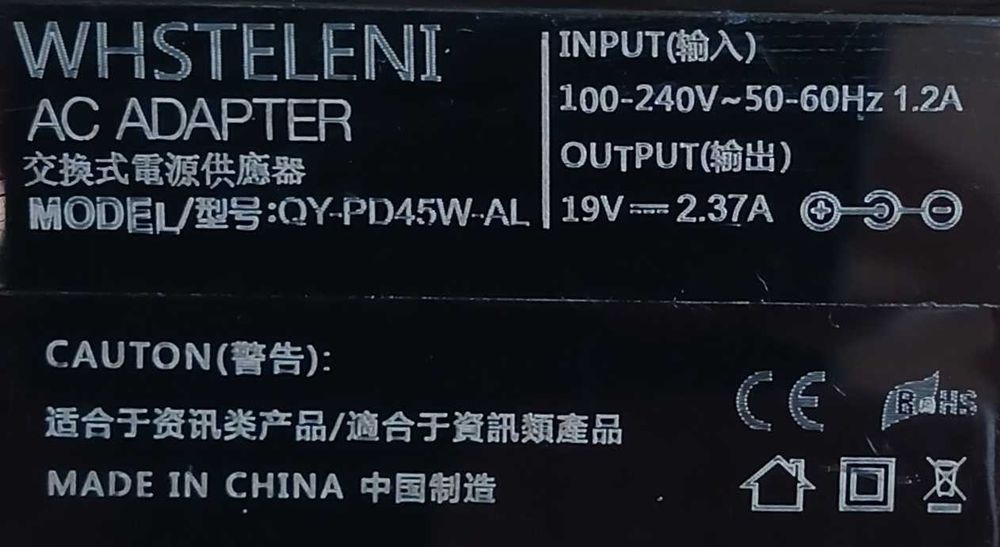 WHSTELENI
AC ADAPTER
交換式電源供應器
MODEL/型号:QY-PD45W-AL
INPUT(输入)
100-240V~50-60Hz 1.2A
OUTPUT(输出)
19V⎓2.37A
CAUTON(警告):
适合于资讯类产品/適合于資訊類產品
MADE IN CHINA 中国制造
CE
RoHS